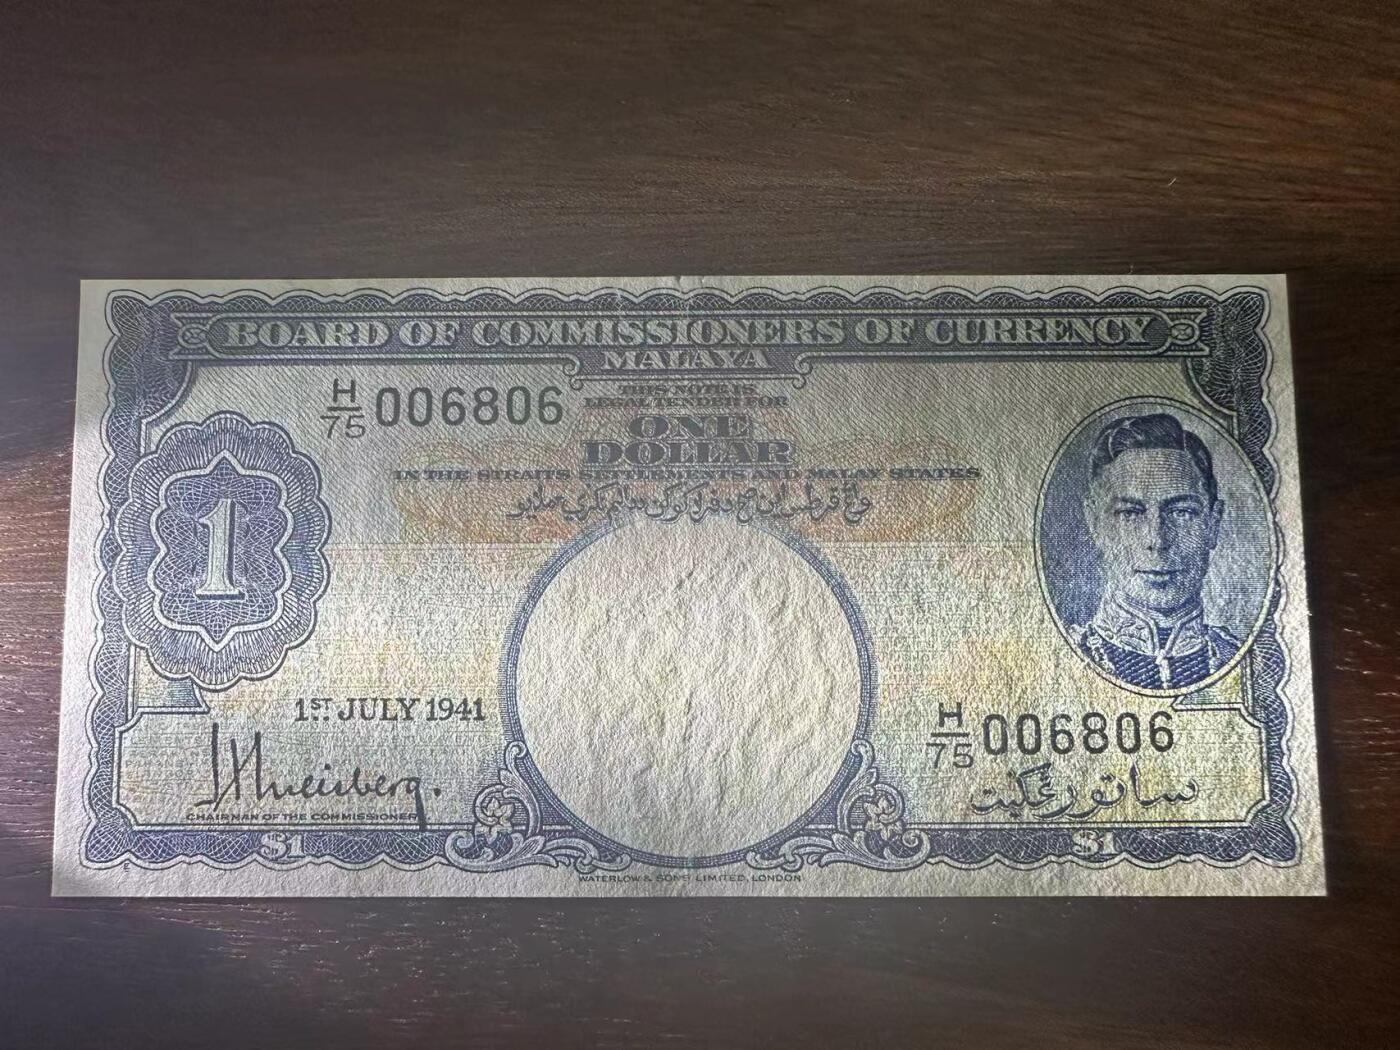 BOARD OF COMMISSIONERS OF CURRENCY
MALAYA
H/75 006806
THIS NOTE IS
LEGAL TENDER FOR
ONE
DOLLAR
IN THE STRAITS SETTLEMENTS AND MALAY STATES
1
1ST JULY 1941
CHAIRMAN OF THE COMMISSIONERS
H/75 006806
ساتو رڠݢيت
$1
$1
WATERLOW & SONS LIMITED, LONDON